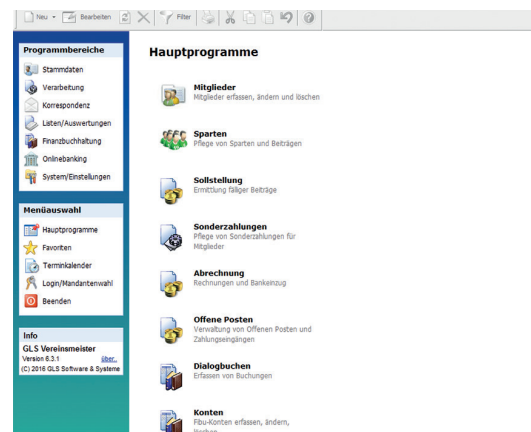 Neu
Bearbeiten
Filter
Programmbereiche
Stammdaten
Verarbeitung
Korrespondenz
Listen/Auswertungen
Finanzbuchhaltung
Onlinebanking
System/Einstellungen
Menüauswahl
Hauptprogramme
Favoriten
Terminkalender
Login/Mandantenwahl
Beenden
Info
GLS Vereinsmeister
Version 6.3.1 über..
(C) 2016 GLS Software & Systeme
Hauptprogramme
Mitglieder
Mitglieder erfassen, ändern und löschen
Sparten
Pflege von Sparten und Beiträgen
Sollstellung
Ermittlung fälliger Beiträge
Sonderzahlungen
Pflege von Sonderzahlungen für
Mitglieder
Abrechnung
Rechnungen und Bankeinzug
Offene Posten
Verwaltung von Offenen Posten und
Zahlungseingängen
Dialogbuchen
Erfassen von Buchungen
Konten
Fibu-Konten erfassen, ändern,